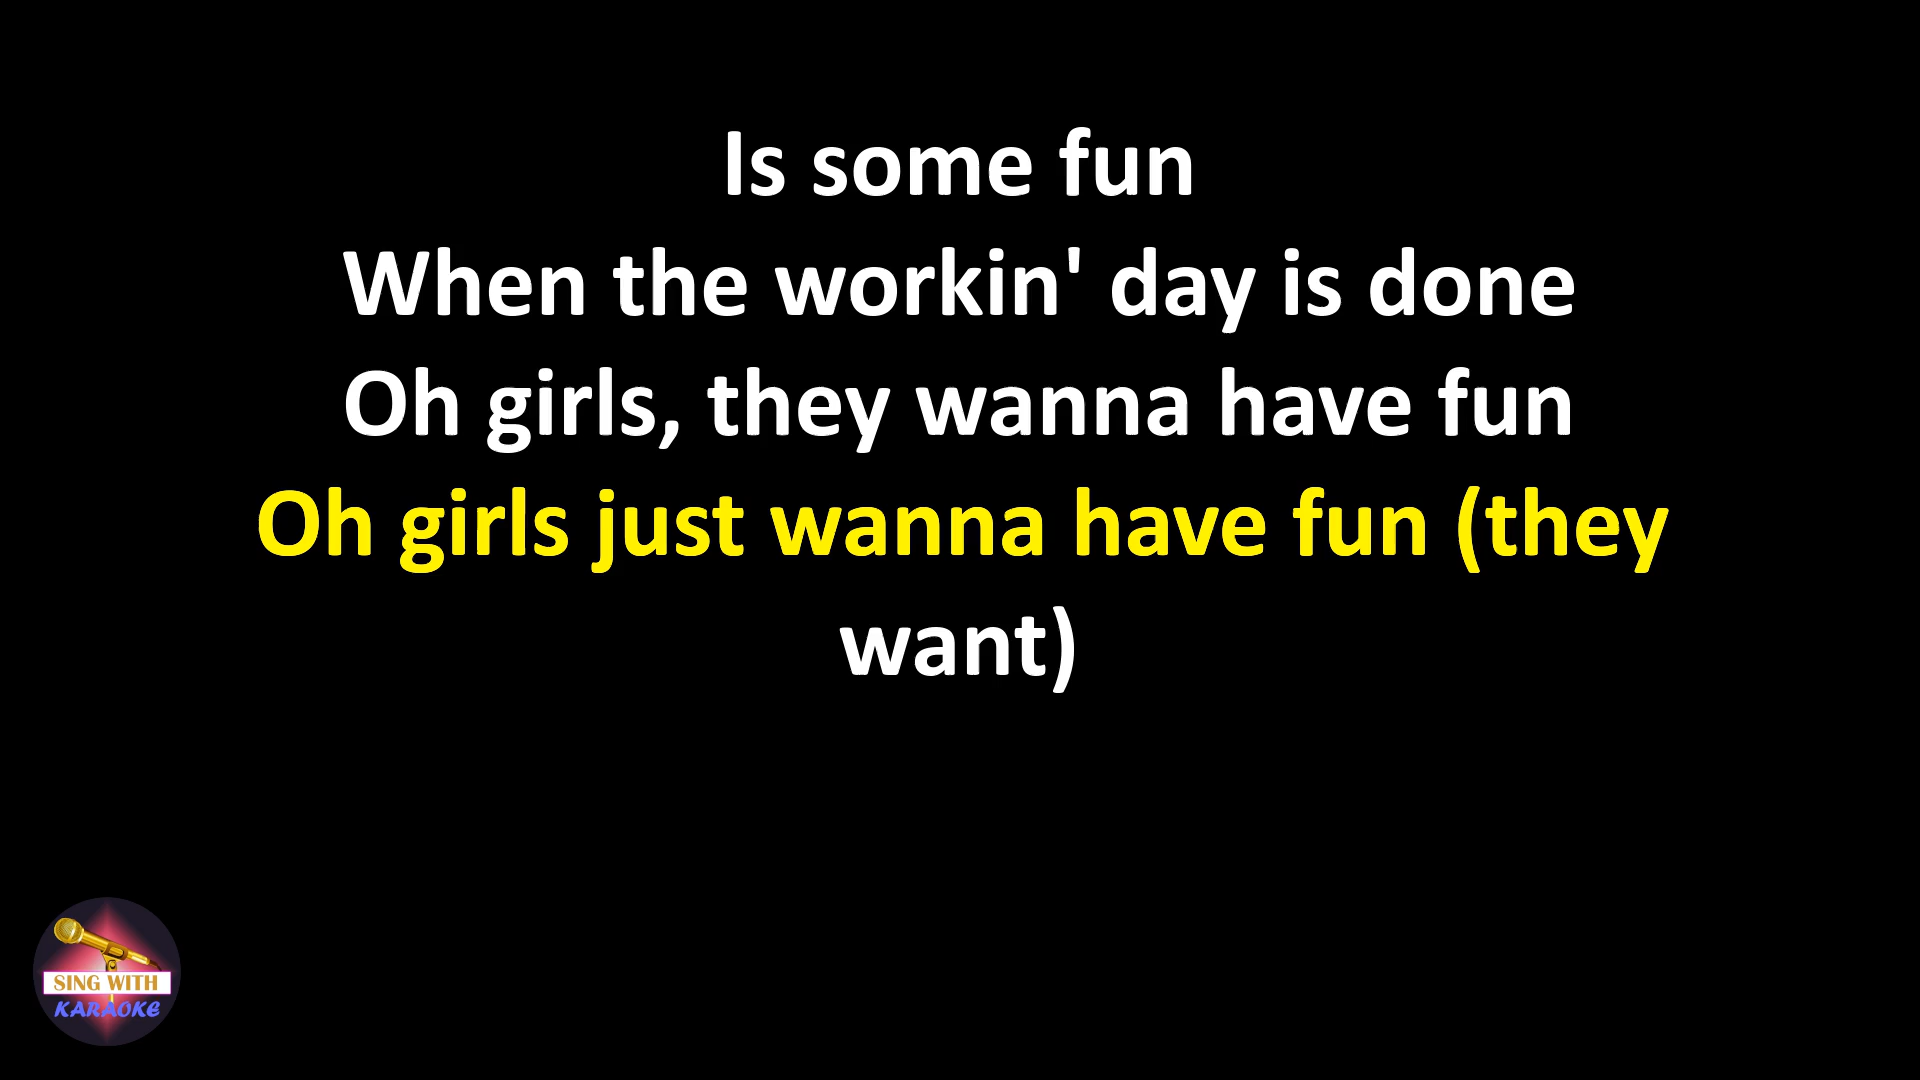 Is some fun
When the workin' day is done
Oh girls, they wanna have fun
Oh girls just wanna have fun (they
want)
SING WITH
KARAOKE